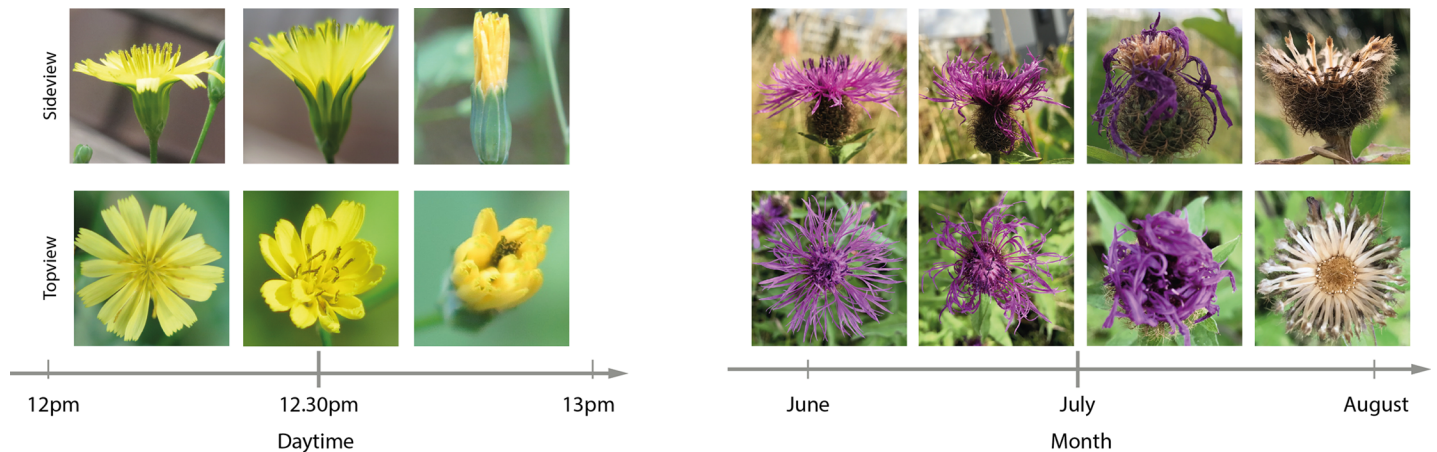 Sideview
Topview
12pm
12.30pm
13pm
Daytime
June
July
August
Month